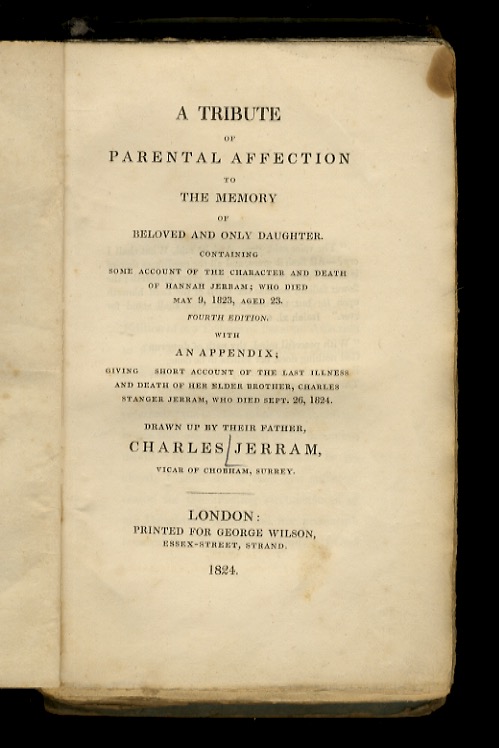 A TRIBUTE
OF
PARENTAL AFFECTION
TO
THE MEMORY
OF
BELOVED AND ONLY DAUGHTER.
CONTAINING
SOME ACCOUNT OF THE CHARACTER AND DEATH
OF HANNAH JERRAM; WHO DIED
MAY 9, 1823, AGED 23.
FOURTH EDITION.
WITH
AN APPENDIX;
GIVING SHORT ACCOUNT OF THE LAST ILLNESS
AND DEATH OF HER ELDER BROTHER, CHARLES
STANGER JERRAM, WHO DIED SEPT. 26, 1824.
DRAWN UP BY THEIR FATHER,
CHARLES JERRAM,
VICAR OF CHOBHAM, SURREY.
LONDON:
PRINTED FOR GEORGE WILSON,
ESSEX-STREET, STRAND.
1824.